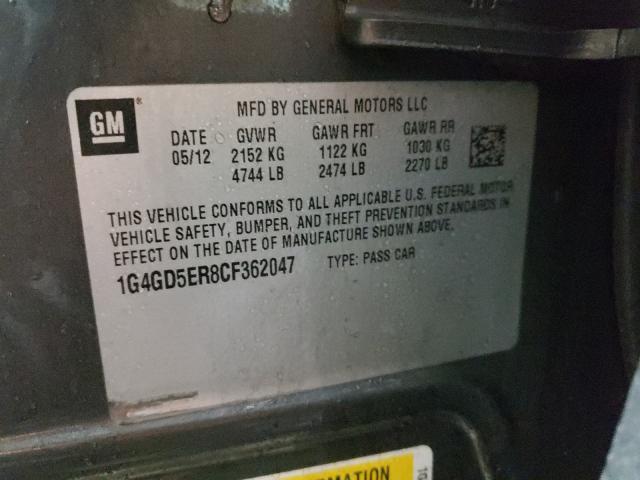 GM
MFD BY GENERAL MOTORS LLC
DATE GVWR GAWR FRT GAWR RR
05/12 2152 KG 1122 KG 1030 KG
4744 LB 2474 LB 2270 LB
THIS VEHICLE CONFORMS TO ALL APPLICABLE U.S. FEDERAL MOTOR
VEHICLE SAFETY, BUMPER, AND THEFT PREVENTION STANDARDS IN
EFFECT ON THE DATE OF MANUFACTURE SHOWN ABOVE.
1G4GD5ER8CF362047 TYPE: PASS CAR